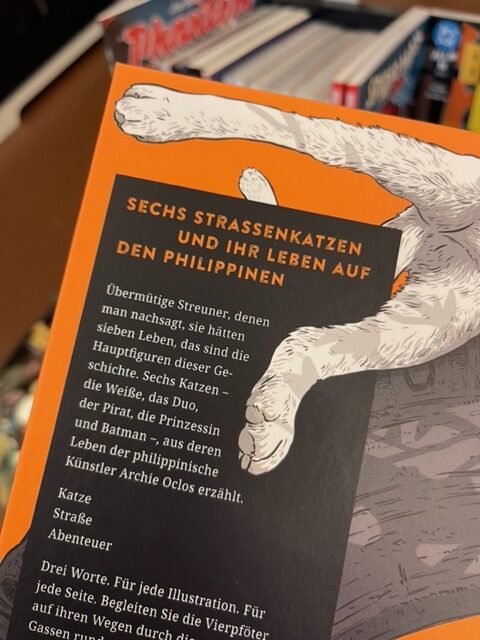 Phantom
SECHS STRASSENKATZEN
UND IHR LEBEN AUF
DEN PHILIPPINEN
Übermütige Streuner, denen
man nachsagt, sie hätten
sieben Leben, das sind die
Hauptfiguren dieser Ge-
schichte. Sechs Katzen –
die Weiße, das Duo,
der Pirat, die Prinzessin
und Batman –, aus deren
Leben der philippinische
Künstler Archie Oclos erzählt.
Katze
Straße
Abenteuer
Drei Worte. Für jede Illustration. Für
jede Seite. Begleiten Sie die Vierpföter
auf ihren Wegen durch die
Gassen